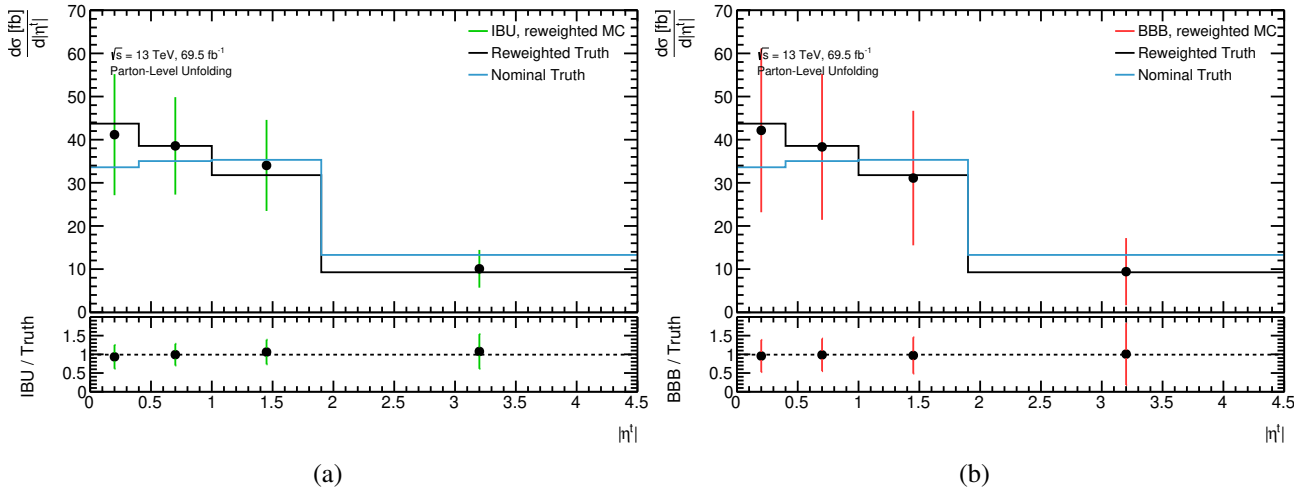 dσ [fb]
d|η^t|
70
60
50
40
30
20
10
0
IBU, reweighted MC
Reweighted Truth
Nominal Truth
√s = 13 TeV, 69.5 fb⁻¹
Parton-Level Unfolding
IBU / Truth
1.5
1
0.5
0
0 0.5 1 1.5 2 2.5 3 3.5 4 4.5
|η^t|
(a)
dσ [fb]
d|η^t|
70
60
50
40
30
20
10
0
BBB, reweighted MC
Reweighted Truth
Nominal Truth
√s = 13 TeV, 69.5 fb⁻¹
Parton-Level Unfolding
BBB / Truth
1.5
1
0.5
0
0 0.5 1 1.5 2 2.5 3 3.5 4 4.5
|η^t|
(b)